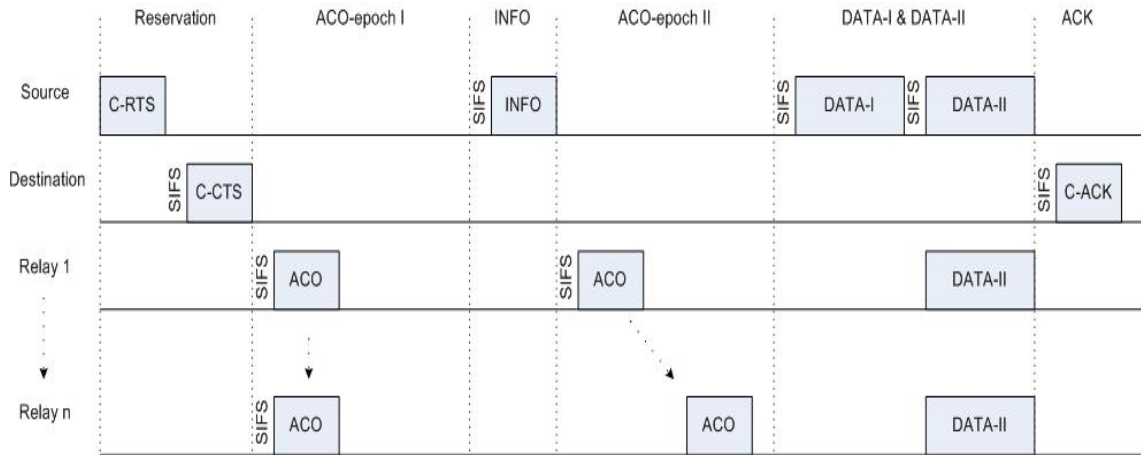 Reservation ACO-epoch I INFO ACO-epoch II DATA-I & DATA-II ACK
Source C-RTS SIFS INFO SIFS DATA-I SIFS DATA-II
Destination SIFS C-CTS SIFS C-ACK
Relay 1 SIFS ACO SIFS ACO DATA-II
Relay n SIFS ACO ACO DATA-II